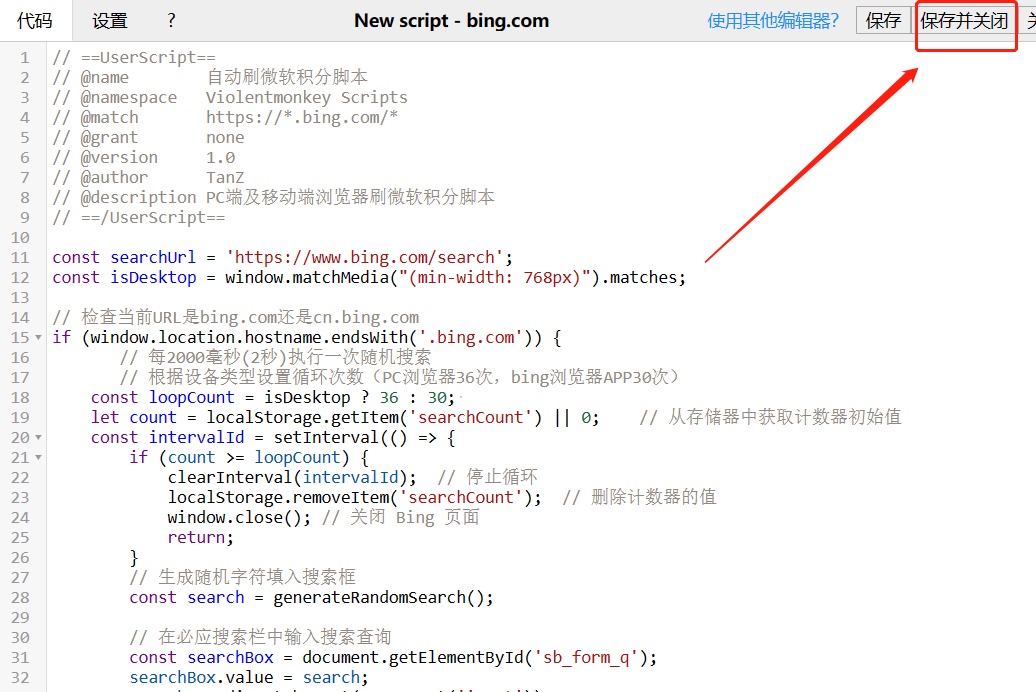 代码 设置 ? New script - bing.com 使用其他编辑器? 保存 保存并关闭
1 // ==UserScript==
2 // @name 自动刷微软积分脚本
3 // @namespace Violentmonkey Scripts
4 // @match https://*.bing.com/*
5 // @grant none
6 // @version 1.0
7 // @author TanZ
8 // @description PC端及移动端浏览器刷微软积分脚本
9 // ==/UserScript==
10
11 const searchUrl = 'https://www.bing.com/search';
12 const isDesktop = window.matchMedia("(min-width: 768px)").matches;
13
14 // 检查当前URL是bing.com还是cn.bing.com
15 if (window.location.hostname.endsWith('.bing.com')) {
16 // 每2000毫秒(2秒)执行一次随机搜索
17 // 根据设备类型设置循环次数（PC浏览器36次，bing浏览器APP30次）
18 const loopCount = isDesktop ? 36 : 30;
19 let count = localStorage.getItem('searchCount') || 0; // 从存储器中获取计数器初始值
20 const intervalId = setInterval(() => {
21 if (count >= loopCount) {
22 clearInterval(intervalId); // 停止循环
23 localStorage.removeItem('searchCount'); // 删除计数器的值
24 window.close(); // 关闭 Bing 页面
25 return;
26 }
27 // 生成随机字符填入搜索框
28 const search = generateRandomSearch();
29
30 // 在必应搜索栏中输入搜索查询
31 const searchBox = document.getElementById('sb_form_q');
32 searchBox.value = search;